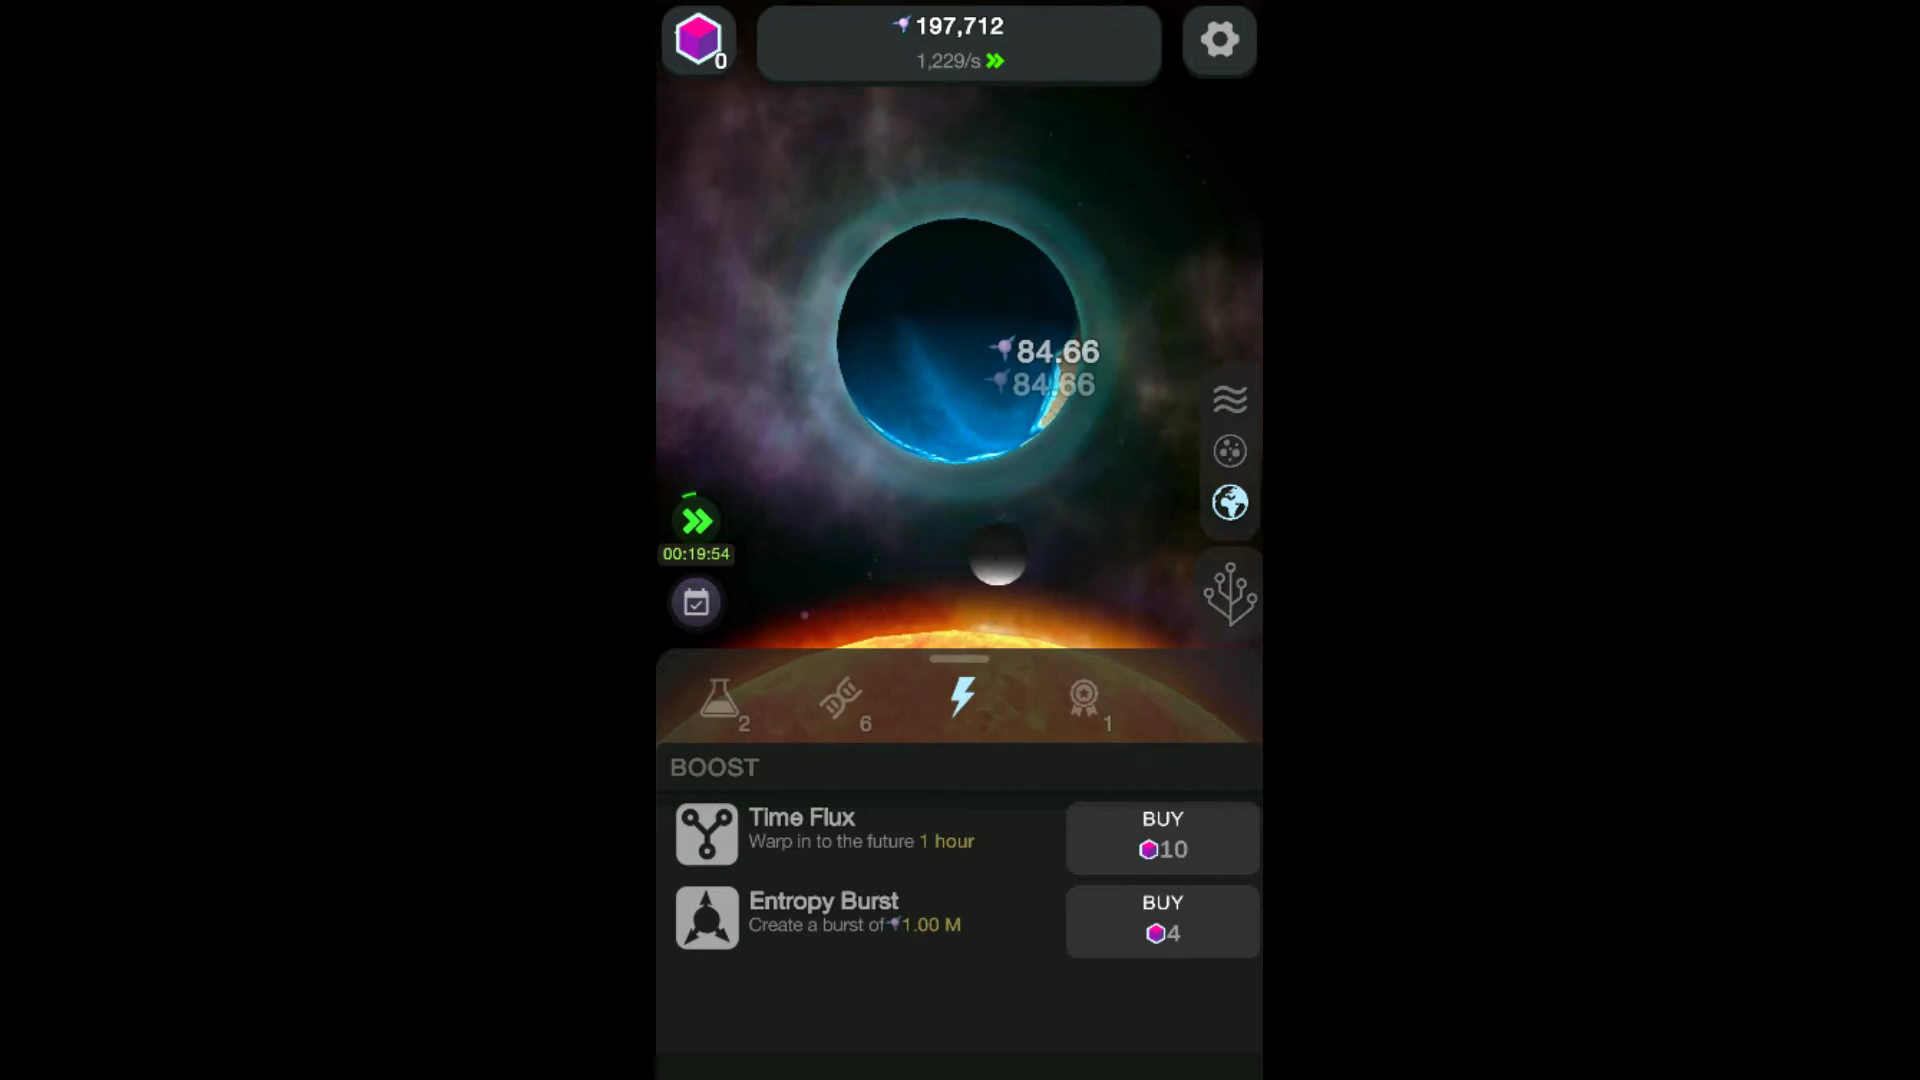 0
197,712
1,229/s
84.66
84.66
00:19:54
2
6
1
BOOST
Time Flux
Warp in to the future 1 hour
BUY
10
Entropy Burst
Create a burst of 1.00 M
BUY
4